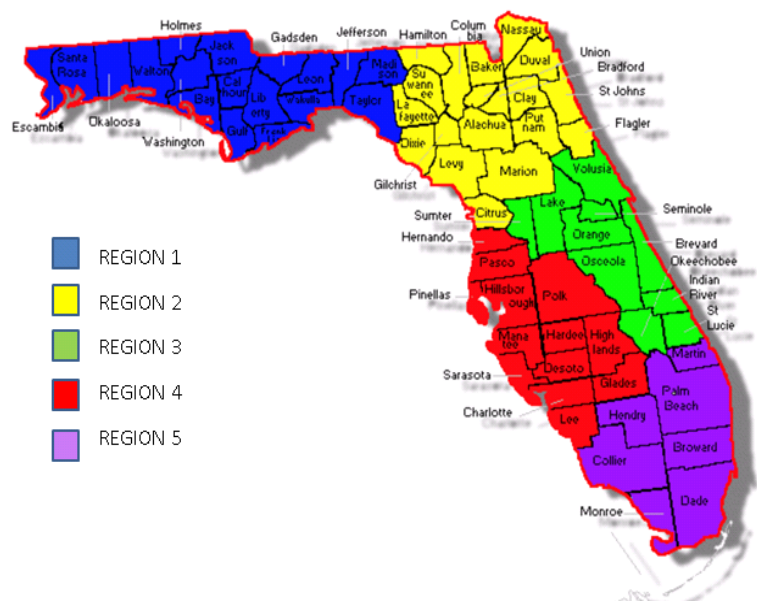 Holmes
Gadsden
Jefferson
Hamilton
Colum
bia
Nassau
Santa
Rosa
Walton
Jack
son
Cal
houn
Leon
Mad
ison
Su
wann
ee
Baker
Duval
Union
Bradford
Bay
Lib
erty
Wakulla
Taylor
La
fayette
Clay
St Johns
Escambia
Okaloosa
Washington
Gulf
Frank
Dixie
Alachua
Put
nam
Flagler
Gilchrist
Levy
Marion
Volusia
Citrus
Lake
Sumter
Seminole
Hernando
Orange
Brevard
Pasco
Osceola
Okeechobee
Pinellas
Hillsbor
ough
Polk
Indian
River
St
Lucie
Mana
tee
Hardee
High
lands
Martin
Sarasota
Desoto
Glades
Palm
Beach
Charlotte
Lee
Hendry
Collier
Broward
Monroe
Dade
REGION 1
REGION 2
REGION 3
REGION 4
REGION 5